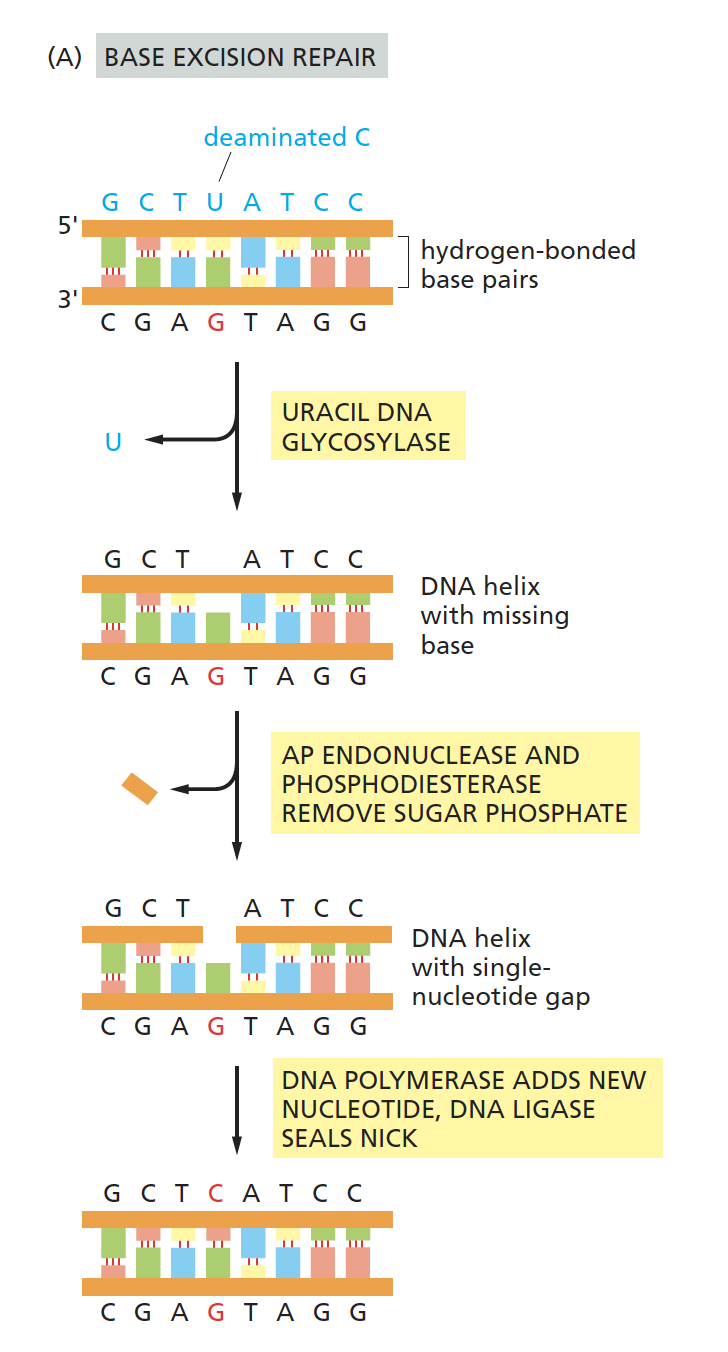 (A) BASE EXCISION REPAIR
deaminated C
G C T U A T C C
5'
hydrogen-bonded
base pairs
3'
C G A G T A G G
URACIL DNA
GLYCOSYLASE
U
G C T A T C C
DNA helix
with missing
base
C G A G T A G G
AP ENDONUCLEASE AND
PHOSPHODIESTERASE
REMOVE SUGAR PHOSPHATE
G C T A T C C
DNA helix
with single-
nucleotide gap
C G A G T A G G
DNA POLYMERASE ADDS NEW
NUCLEOTIDE, DNA LIGASE
SEALS NICK
G C T C A T C C
C G A G T A G G